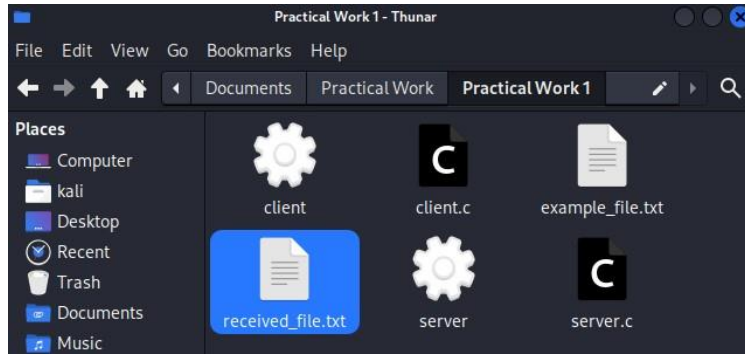 Practical Work 1 - Thunar
File Edit View Go Bookmarks Help
Documents Practical Work Practical Work 1
Places
Computer
kali
Desktop
Recent
Trash
Documents
Music
client
client.c
example_file.txt
received_file.txt
server
server.c